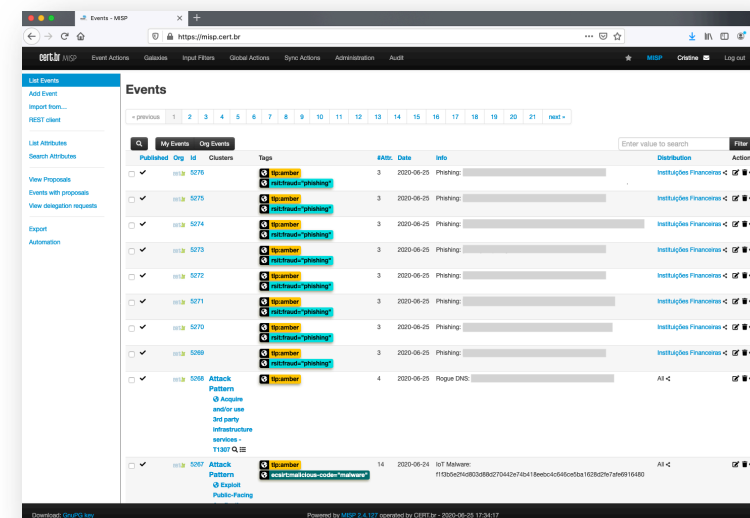 Events - MISP
https://misp.cert.br
cert.br MISP Event Actions Galaxies Input Filters Global Actions Sync Actions Administration Audit MISP Cristine Log out
List Events
Add Event
Import from...
REST client
List Attributes
Search Attributes
View Proposals
Events with proposals
View delegation requests
Export
Automation
Events
« previous 1 2 3 4 5 6 7 8 9 10 11 12 13 14 15 16 17 18 19 20 21 next »
My Events Org Events Enter value to search Filter
Published Org Id Clusters Tags #Attr. Date Info Distribution Action
5276 tlp:amber 3 2020-06-25 Phishing: Instituições Financeiras
rsit:fraud="phishing"
5275 tlp:amber 3 2020-06-25 Phishing: Instituições Financeiras
rsit:fraud="phishing"
5274 tlp:amber 3 2020-06-25 Phishing: Instituições Financeiras
rsit:fraud="phishing"
5273 tlp:amber 3 2020-06-25 Phishing: Instituições Financeiras
rsit:fraud="phishing"
5272 tlp:amber 3 2020-06-25 Phishing: Instituições Financeiras
rsit:fraud="phishing"
5271 tlp:amber 3 2020-06-25 Phishing: Instituições Financeiras
rsit:fraud="phishing"
5270 tlp:amber 3 2020-06-25 Phishing: Instituições Financeiras
rsit:fraud="phishing"
5269 tlp:amber 3 2020-06-25 Phishing: Instituições Financeiras
rsit:fraud="phishing"
5268 Attack tlp:amber 4 2020-06-25 Rogue DNS: All
Pattern
Acquire
and/or use
3rd party
infrastructure
services -
T1307
5267 Attack tlp:amber 14 2020-06-24 IoT Malware: All
Pattern ecsirt:malicious-code="malware"
Exploit
Public-Facing
Download: GnuPG key Powered by MISP 2.4.127 operated by CERT.br - 2020-06-25 17:34:17